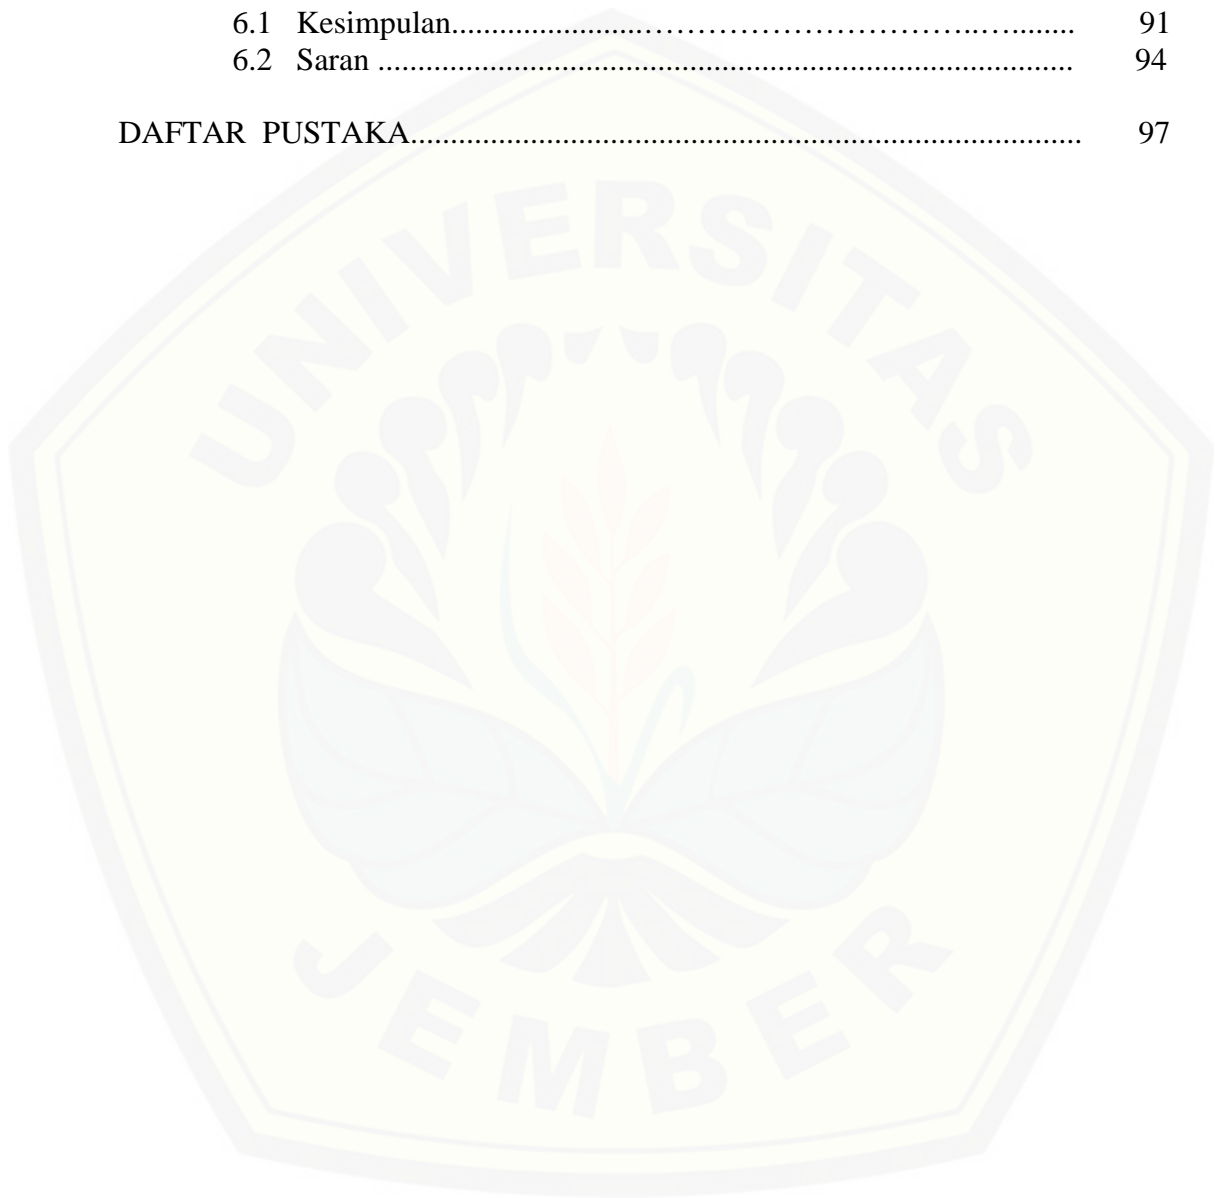 6.1 Kesimpulan.......................…………………………..…........ 91
6.2 Saran ...................................................................................... 94
DAFTAR PUSTAKA.................................................................................... 97
UNIVERSITAS
JEMBER